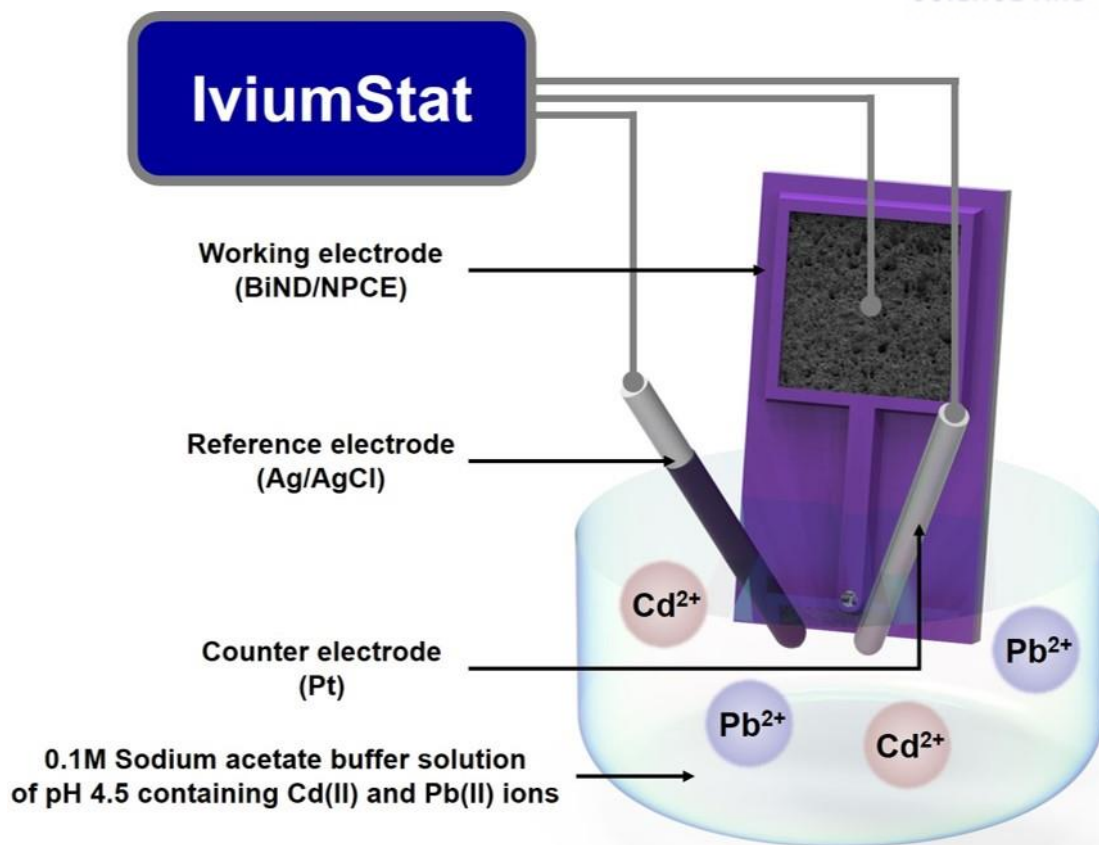 IviumStat
Working electrode
(BiND/NPCE)
Reference electrode
(Ag/AgCl)
Counter electrode
(Pt)
0.1M Sodium acetate buffer solution
of pH 4.5 containing Cd(II) and Pb(II) ions
Cd²⁺
Pb²⁺
Pb²⁺
Cd²⁺